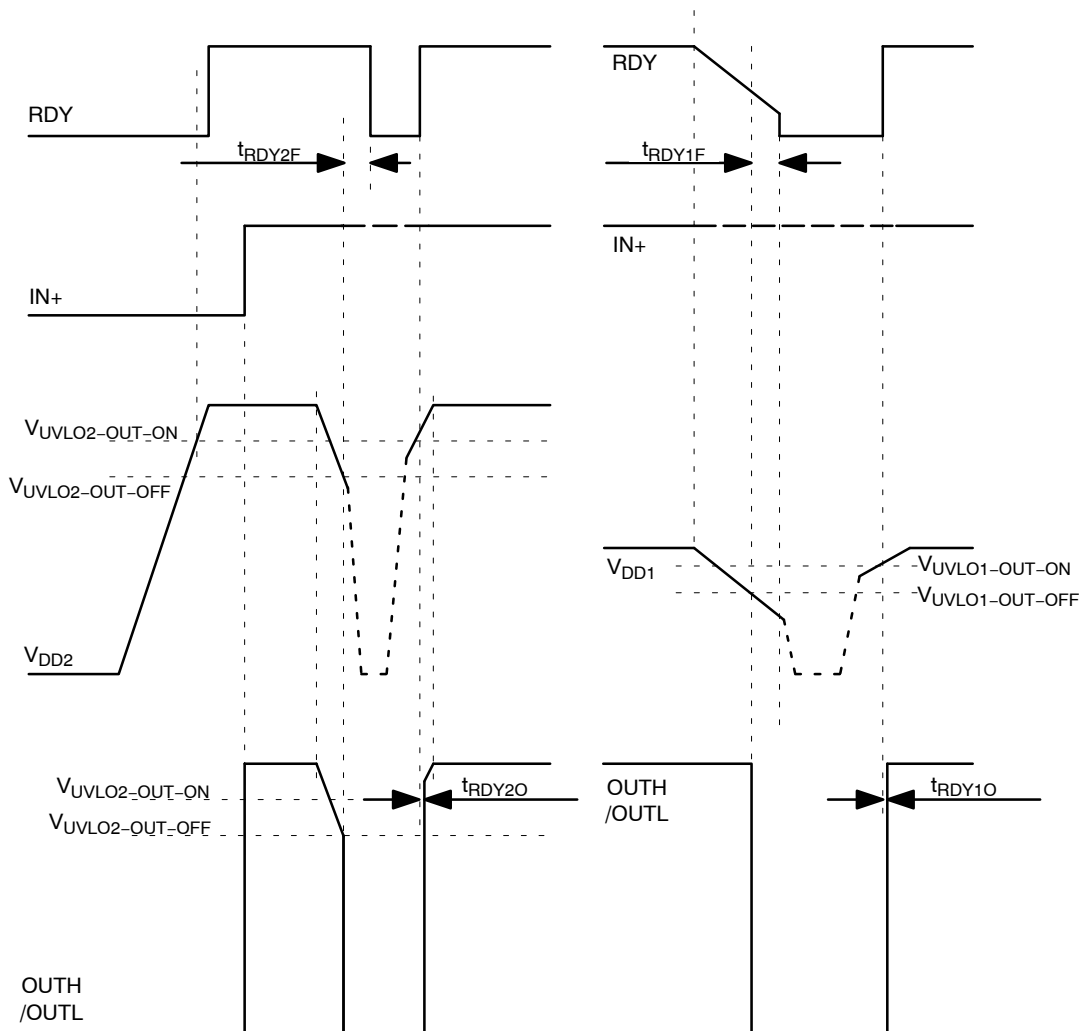 RDY
RDY
tRDY2F
tRDY1F
IN+
IN+
VUVLO2−OUT−ON
VUVLO2−OUT−OFF
VDD1
VUVLO1−OUT−ON
VUVLO1−OUT−OFF
VDD2
VUVLO2−OUT−ON
VUVLO2−OUT−OFF
tRDY2O
OUTH
/OUTL
tRDY1O
OUTH
/OUTL